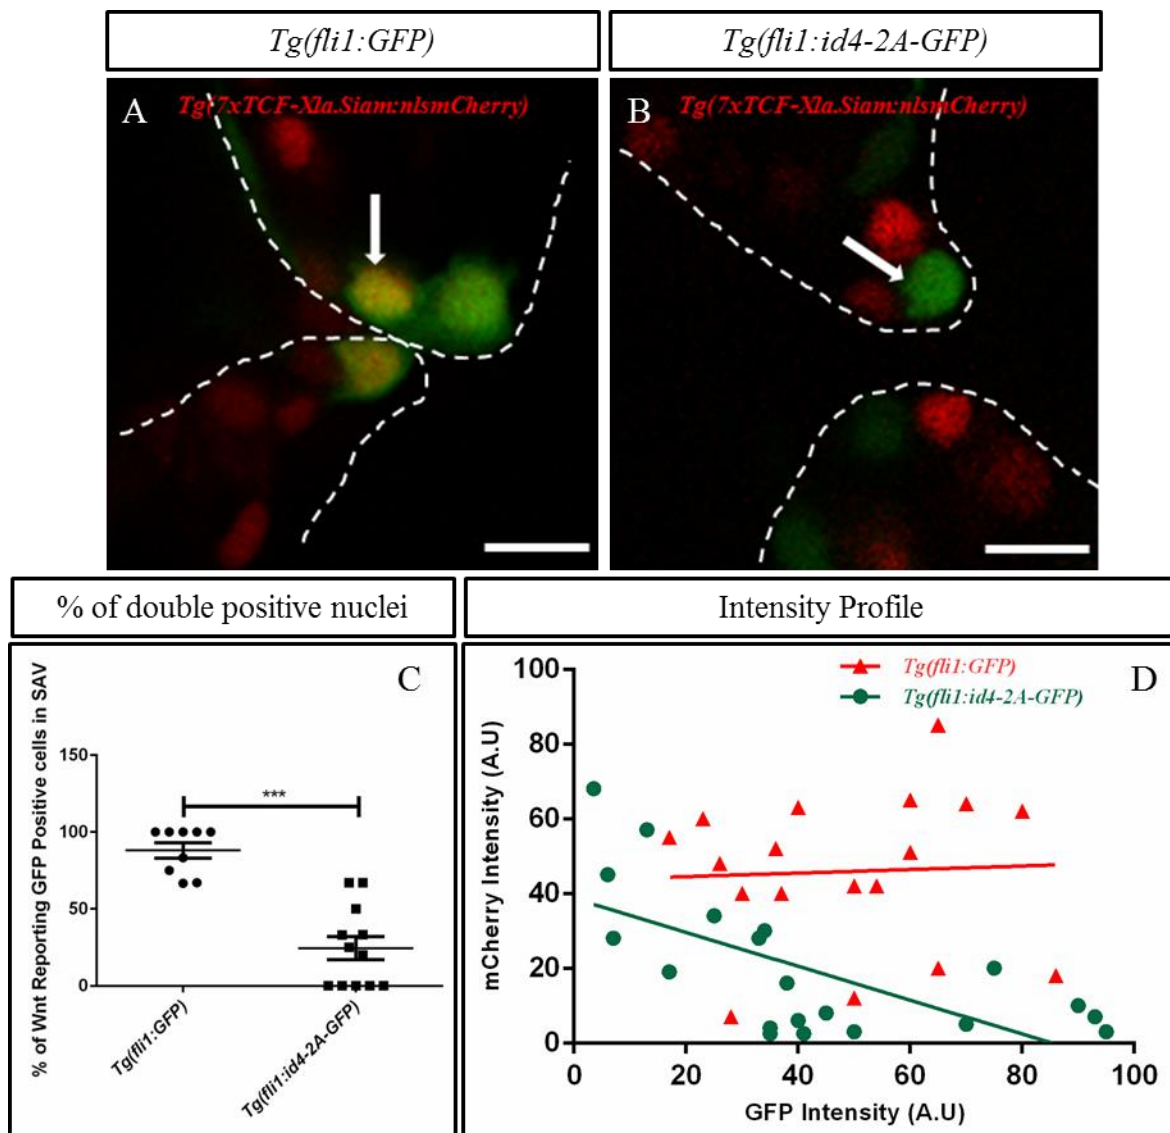 Tg(fli1:GFP)
Tg(fli1:id4-2A-GFP)
A
Tg(7xTCF-Xla.Siam:nlsmCherry)
B
Tg(7xTCF-Xla.Siam:nlsmCherry)
% of double positive nuclei
Intensity Profile
C
% of Wnt Reporting GFP Positive cells in SAV
150
100
50
0
***
Tg(fli1:GFP)
Tg(fli1:id4-2A-GFP)
D
Tg(fli1:GFP)
Tg(fli1:id4-2A-GFP)
mCherry Intensity (A.U)
100
80
60
40
20
0
0 20 40 60 80 100
GFP Intensity (A.U)